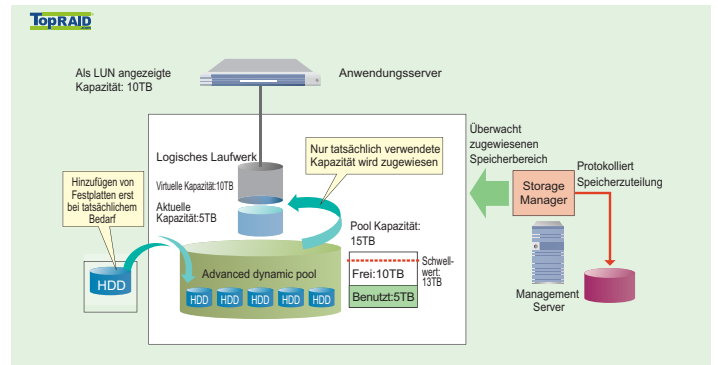 TOPRAID
.com
Als LUN angezeigte
Kapazität: 10TB
Anwendungsserver
Logisches Laufwerk
Virtuelle Kapazität:10TB
Aktuelle
Kapazität:5TB
Nur tatsächlich verwendete
Kapazität wird zugewiesen
Hinzufügen von
Festplatten erst
bei tatsächlichem
Bedarf
HDD
Advanced dynamic pool
HDD HDD HDD HDD HDD
Pool Kapazität:
15TB
Frei:10TB
Benutzt:5TB
Schwell-
wert:
13TB
Überwacht
zugewiesenen
Speicherbereich
Storage
Manager
Protokolliert
Speicherzuteilung
Management
Server